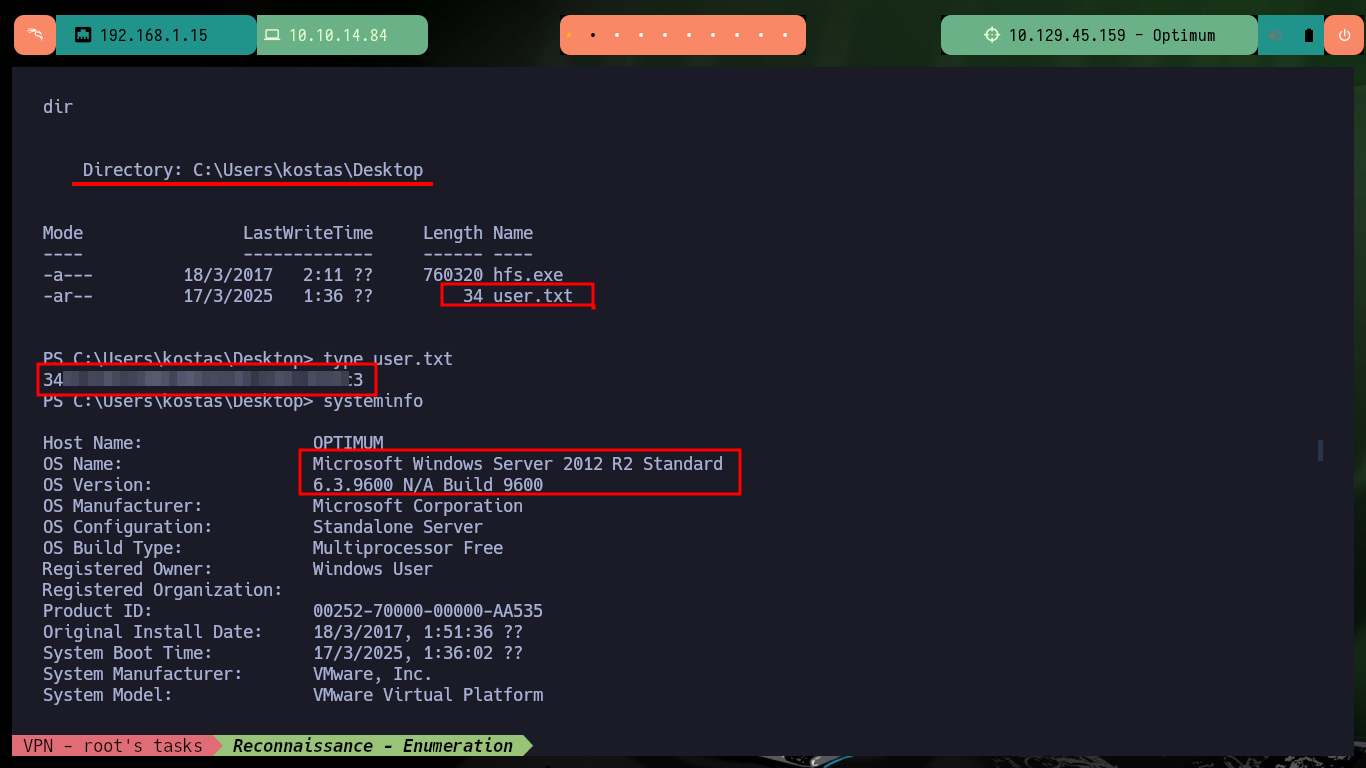 192.168.1.15 10.10.14.84 10.129.45.159 - Optimum
dir
Directory: C:\Users\kostas\Desktop
Mode LastWriteTime Length Name
---- ------------- ------ ----
-a--- 18/3/2017 2:11 ?? 760320 hfs.exe
-ar-- 17/3/2025 1:36 ?? 34 user.txt
PS C:\Users\kostas\Desktop> type user.txt
34 c3
PS C:\Users\kostas\Desktop> systeminfo
Host Name: OPTIMUM
OS Name: Microsoft Windows Server 2012 R2 Standard
OS Version: 6.3.9600 N/A Build 9600
OS Manufacturer: Microsoft Corporation
OS Configuration: Standalone Server
OS Build Type: Multiprocessor Free
Registered Owner: Windows User
Registered Organization:
Product ID: 00252-70000-00000-AA535
Original Install Date: 18/3/2017, 1:51:36 ??
System Boot Time: 17/3/2025, 1:36:02 ??
System Manufacturer: VMware, Inc.
System Model: VMware Virtual Platform
VPN - root's tasks Reconnaissance - Enumeration